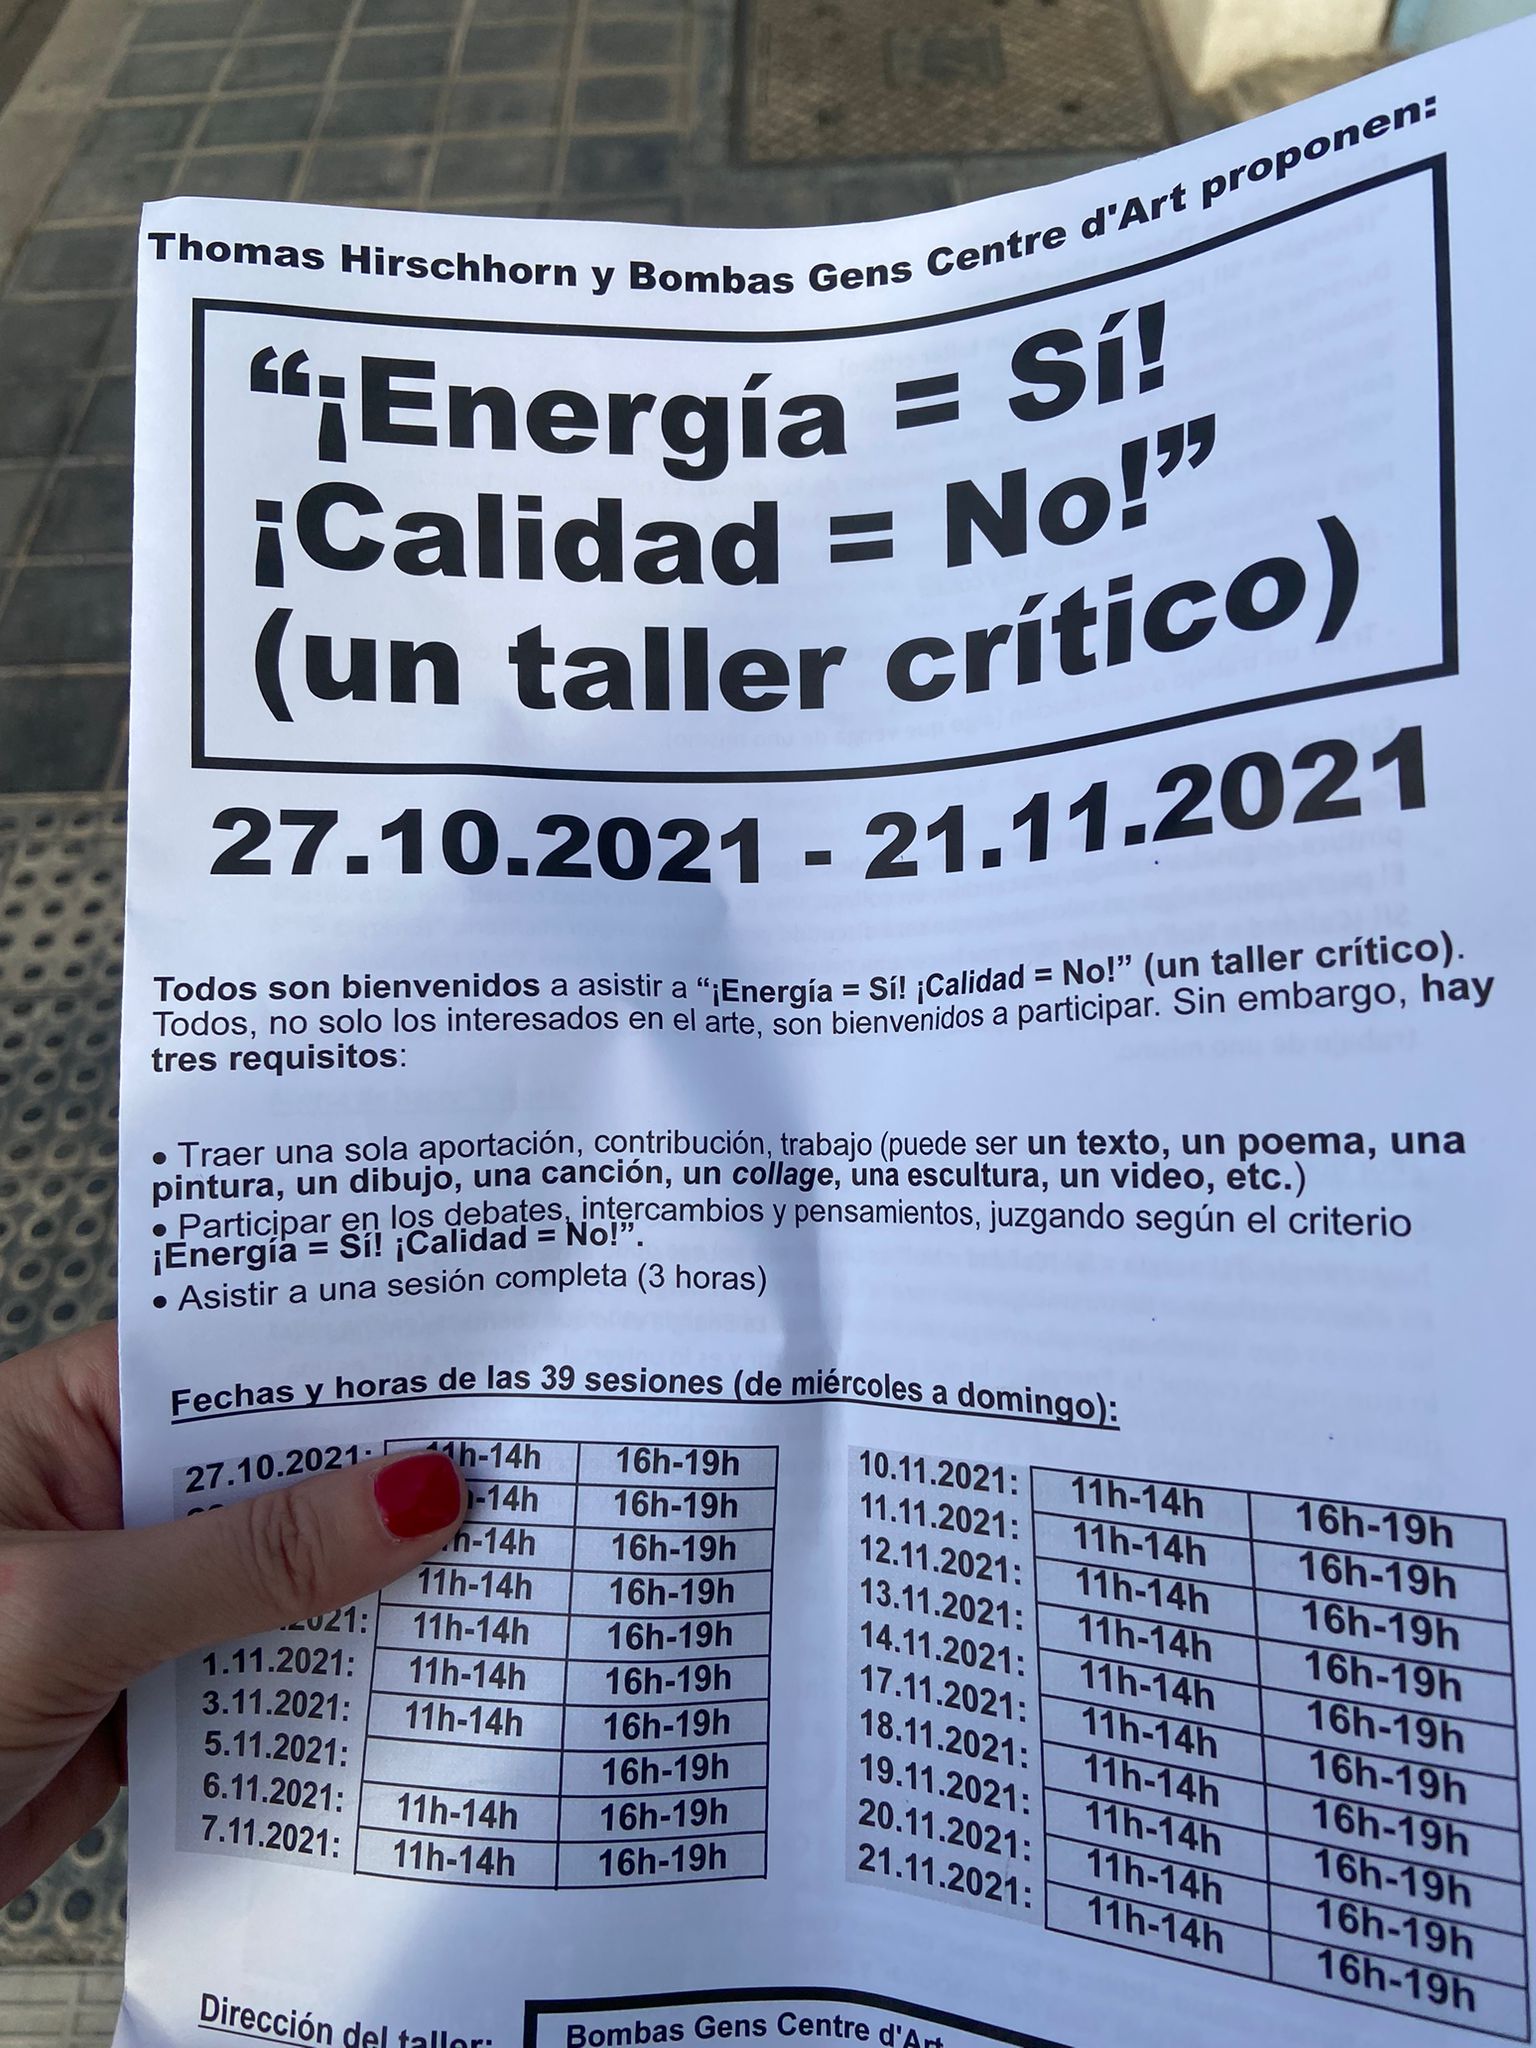 Thomas Hirschhorn y Bombas Gens Centre d'Art proponen:
“¡Energía = Sí!
¡Calidad = No!”
(un taller crítico)
27.10.2021 - 21.11.2021
Todos son bienvenidos a asistir a “¡Energía = Sí! ¡Calidad = No!” (un taller crítico).
Todos, no solo los interesados en el arte, son bienvenidos a participar. Sin embargo, hay
tres requisitos:
• Traer una sola aportación, contribución, trabajo (puede ser un texto, un poema, una
pintura, un dibujo, una canción, un collage, una escultura, un video, etc.)
• Participar en los debates, intercambios y pensamientos, juzgando según el criterio
¡Energía = Sí! ¡Calidad = No!”.
• Asistir a una sesión completa (3 horas)
Fechas y horas de las 39 sesiones (de miércoles a domingo):
27.10.2021: 11h-14h 16h-19h
-14h 16h-19h
h-14h 16h-19h
11h-14h 16h-19h
.2021: 11h-14h 16h-19h
1.11.2021: 11h-14h 16h-19h
3.11.2021: 11h-14h 16h-19h
5.11.2021: 16h-19h
6.11.2021: 11h-14h 16h-19h
7.11.2021: 11h-14h 16h-19h
10.11.2021: 11h-14h 16h-19h
11.11.2021: 11h-14h 16h-19h
12.11.2021: 11h-14h 16h-19h
13.11.2021: 11h-14h 16h-19h
14.11.2021: 11h-14h 16h-19h
17.11.2021: 11h-14h 16h-19h
18.11.2021: 11h-14h 16h-19h
19.11.2021: 11h-14h 16h-19h
20.11.2021: 11h-14h 16h-19h
21.11.2021: 11h-14h 16h-19h
Dirección del taller: Bombas Gens Centre d'Art